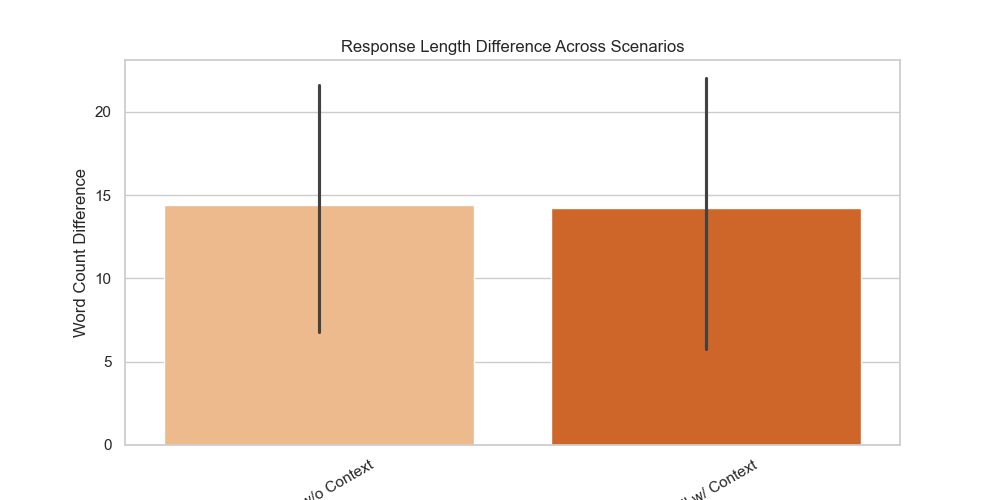 Response Length Difference Across Scenarios
Word Count Difference
20
15
10
5
0
w/o Context
w/ Context